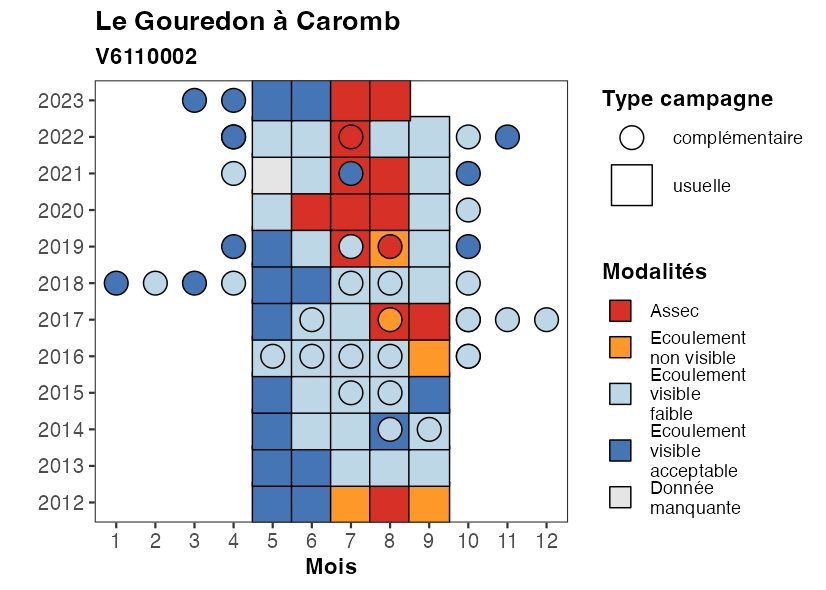 Le Gouredon à Caromb
V6110002
2023
2022
2021
2020
2019
2018
2017
2016
2015
2014
2013
2012
1 2 3 4 5 6 7 8 9 10 11 12
Mois
Type campagne
complémentaire
usuelle
Modalités
Assec
Ecoulement
non visible
Ecoulement
visible
faible
Ecoulement
visible
acceptable
Donnée
manquante